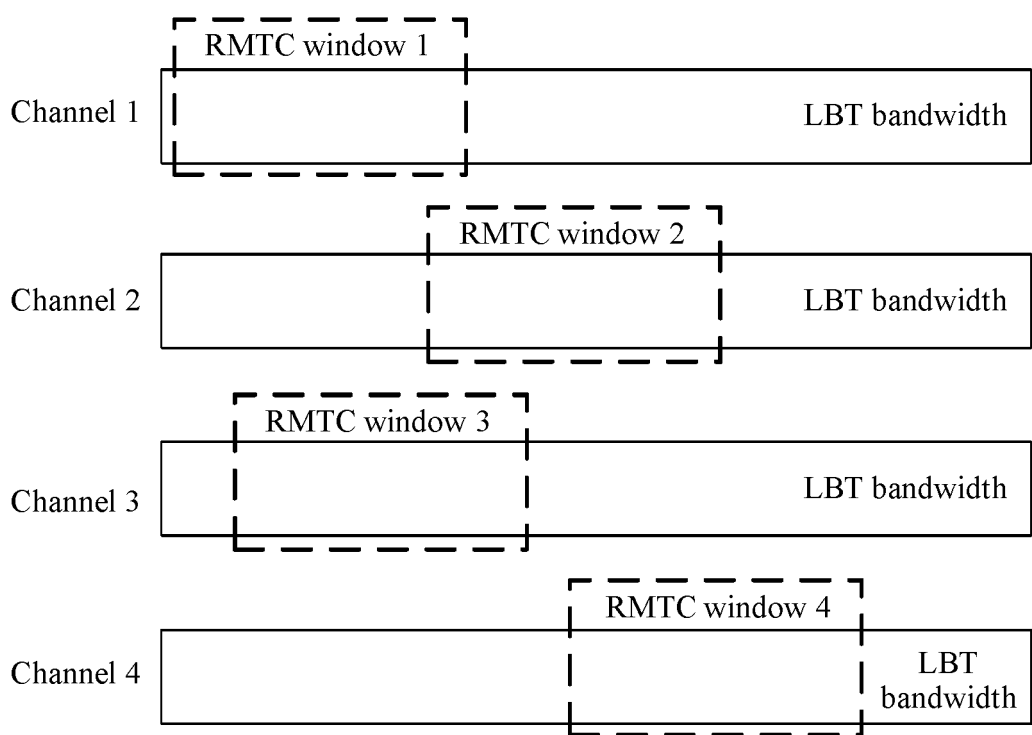 RMTC window 1
Channel 1
LBT bandwidth
RMTC window 2
Channel 2
LBT bandwidth
RMTC window 3
Channel 3
LBT bandwidth
RMTC window 4
Channel 4
LBT
bandwidth